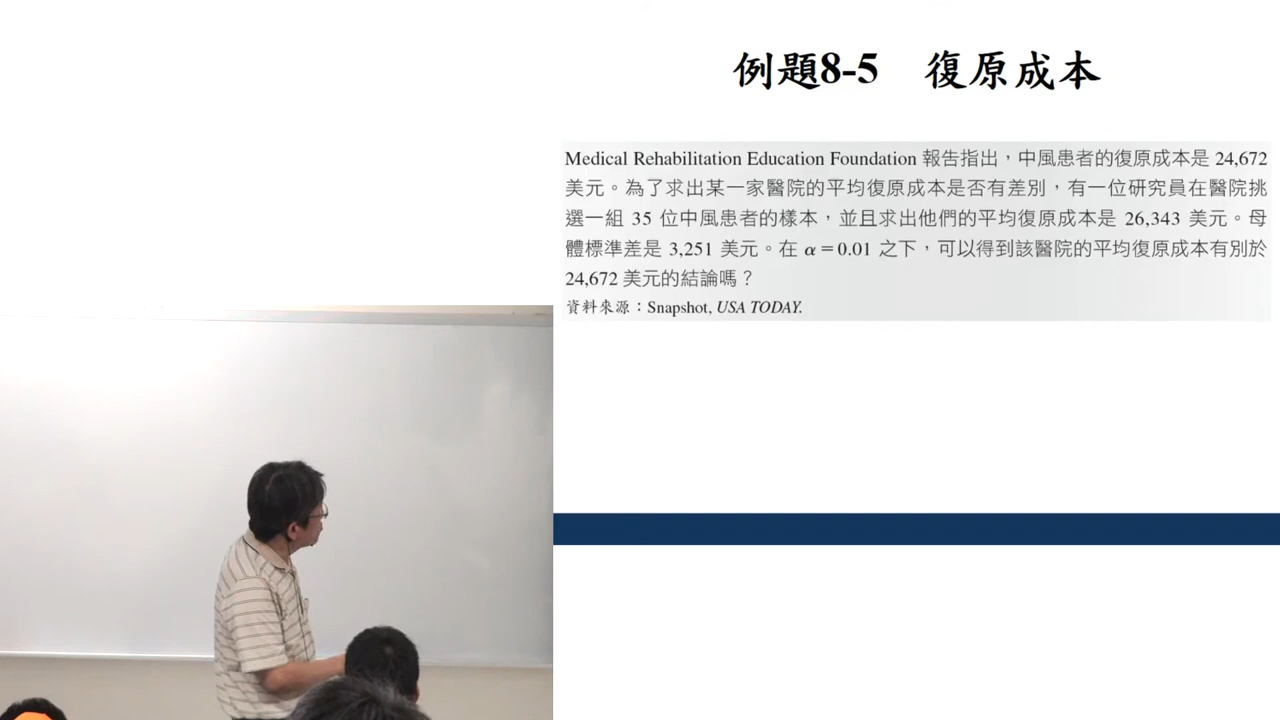 例題8-5 復原成本
Medical Rehabilitation Education Foundation 報告指出，中風患者的復原成本是 24,672
美元。為了求出某一家醫院的平均復原成本是否有差別，有一位研究員在醫院挑
選一組 35 位中風患者的樣本，並且求出他們的平均復原成本是 26,343 美元。母
體標準差是 3,251 美元。在 α＝0.01 之下，可以得到該醫院的平均復原成本有別於
24,672 美元的結論嗎？
資料來源：Snapshot, USA TODAY.